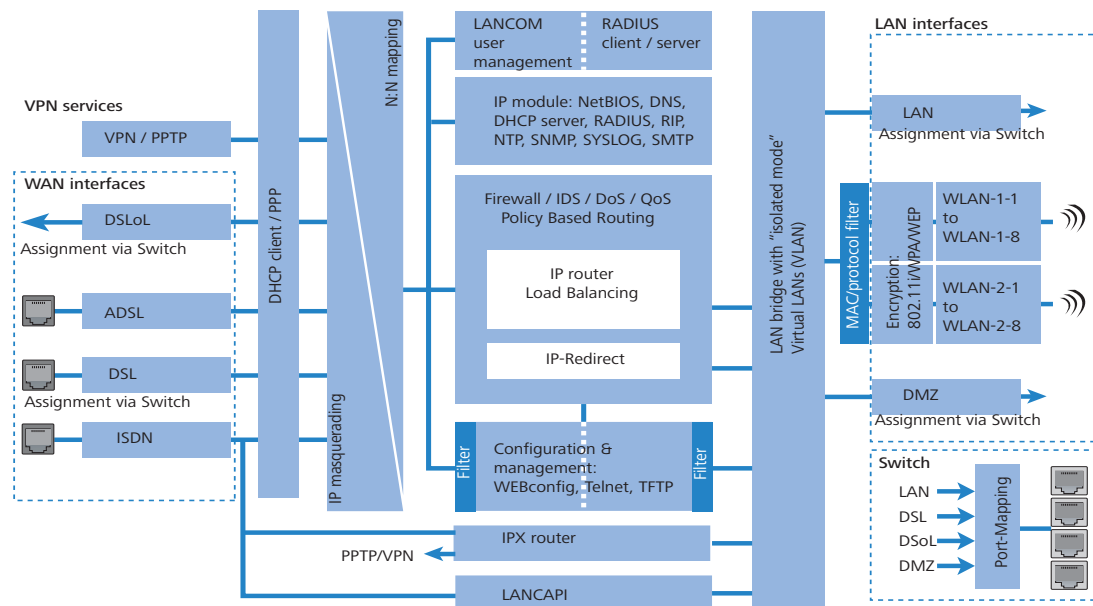 VPN services
VPN / PPTP
WAN interfaces
DSLoL
Assignment via Switch
ADSL
DSL
Assignment via Switch
ISDN
DHCP client / PPP
IP masquerading
N:N mapping
LANCOM
user
management
RADIUS
client / server
IP module: NetBIOS, DNS,
DHCP server, RADIUS, RIP,
NTP, SNMP, SYSLOG, SMTP
Firewall / IDS / DoS / QoS
Policy Based Routing
IP router
Load Balancing
IP-Redirect
Filter
Configuration &
management:
WEBconfig, Telnet, TFTP
Filter
IPX router
PPTP/VPN
LANCAPI
LAN bridge with "isolated mode"
Virtual LANs (VLAN)
LAN interfaces
LAN
Assignment via Switch
MAC/protocol filter
Encryption:
802.11i/WPA/WEP
WLAN-1-1
to
WLAN-1-8
WLAN-2-1
to
WLAN-2-8
DMZ
Assignment via Switch
Switch
LAN
DSL
DSoL
DMZ
Port-Mapping